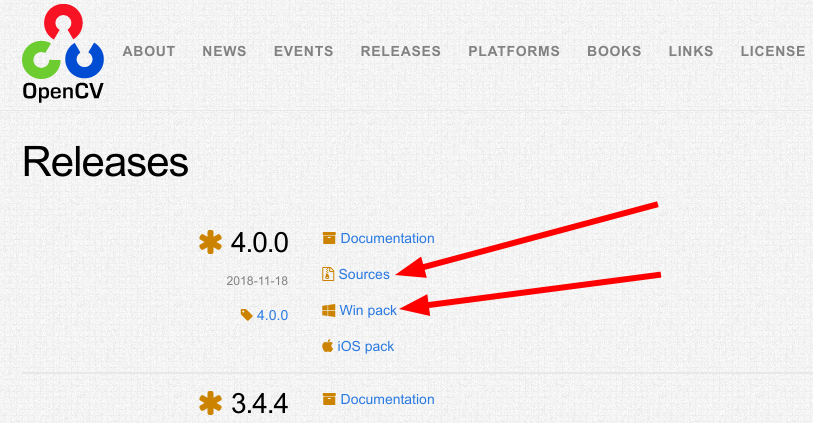 OpenCV
ABOUT NEWS EVENTS RELEASES PLATFORMS BOOKS LINKS LICENSE
Releases
4.0.0
2018-11-18
4.0.0
Documentation
Sources
Win pack
iOS pack
3.4.4
Documentation